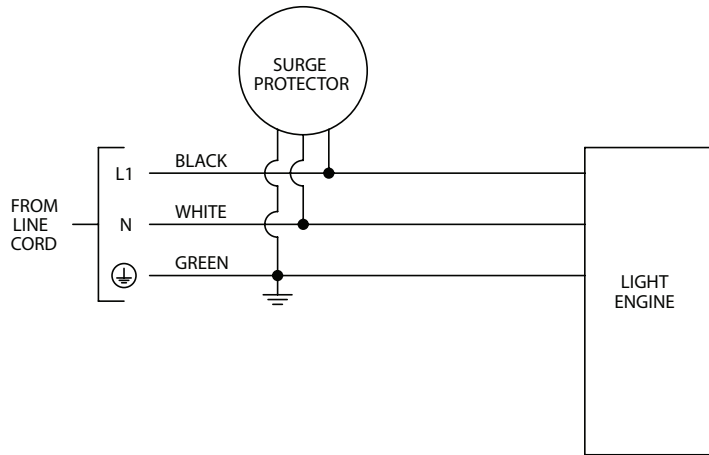 SURGE
PROTECTOR
BLACK
L1
FROM
LINE
CORD
WHITE
N
GREEN
LIGHT
ENGINE